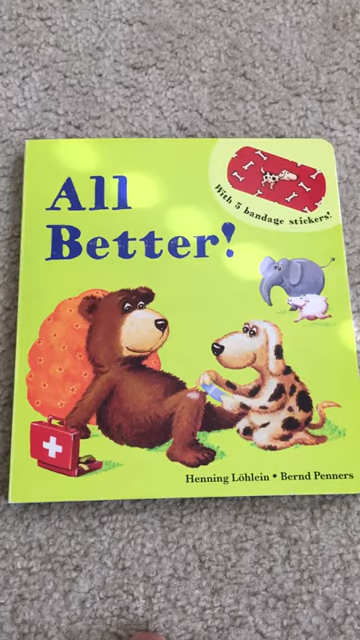 All
Better!
With 5 bandage stickers!
Henning Löhlein • Bernd Penners